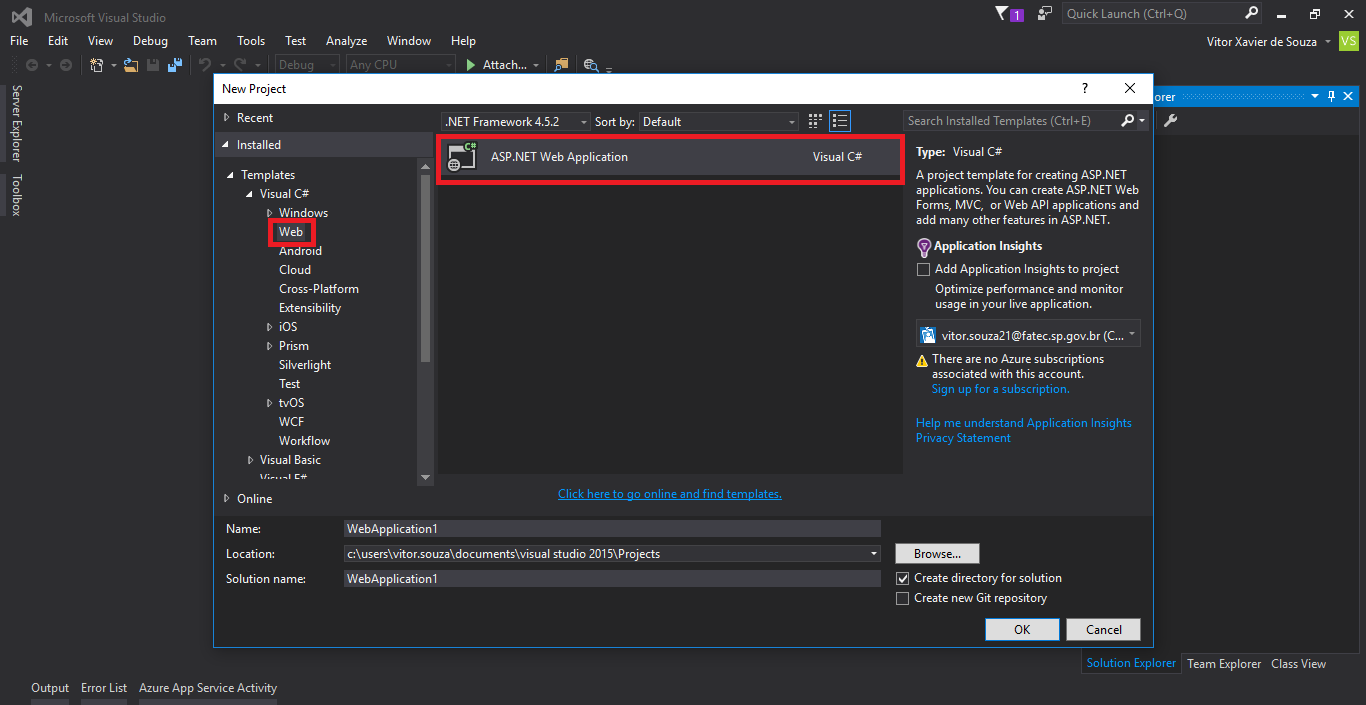 Microsoft Visual Studio
1
Quick Launch (Ctrl+Q)
File Edit View Debug Team Tools Test Analyze Window Help
Vitor Xavier de Souza VS
Debug Any CPU Attach...
Server Explorer
Toolbox
New Project
?
orer
Recent
.NET Framework 4.5.2 Sort by: Default
Search Installed Templates (Ctrl+E)
Installed
C# ASP.NET Web Application Visual C#
Type: Visual C#
A project template for creating ASP.NET
applications. You can create ASP.NET Web
Forms, MVC, or Web API applications and
add many other features in ASP.NET.
Application Insights
Add Application Insights to project
Optimize performance and monitor
usage in your live application.
vitor.souza21@fatec.sp.gov.br (C...
There are no Azure subscriptions
associated with this account.
Sign up for a subscription.
Help me understand Application Insights
Privacy Statement
Templates
Visual C#
Windows
Web
Android
Cloud
Cross-Platform
Extensibility
iOS
Prism
Silverlight
Test
tvOS
WCF
Workflow
Visual Basic
Visual F#
Online
Click here to go online and find templates.
Name: WebApplication1
Location: c:\users\vitor.souza\documents\visual studio 2015\Projects
Browse...
Solution name: WebApplication1
Create directory for solution
Create new Git repository
OK Cancel
Solution Explorer Team Explorer Class View
Output Error List Azure App Service Activity